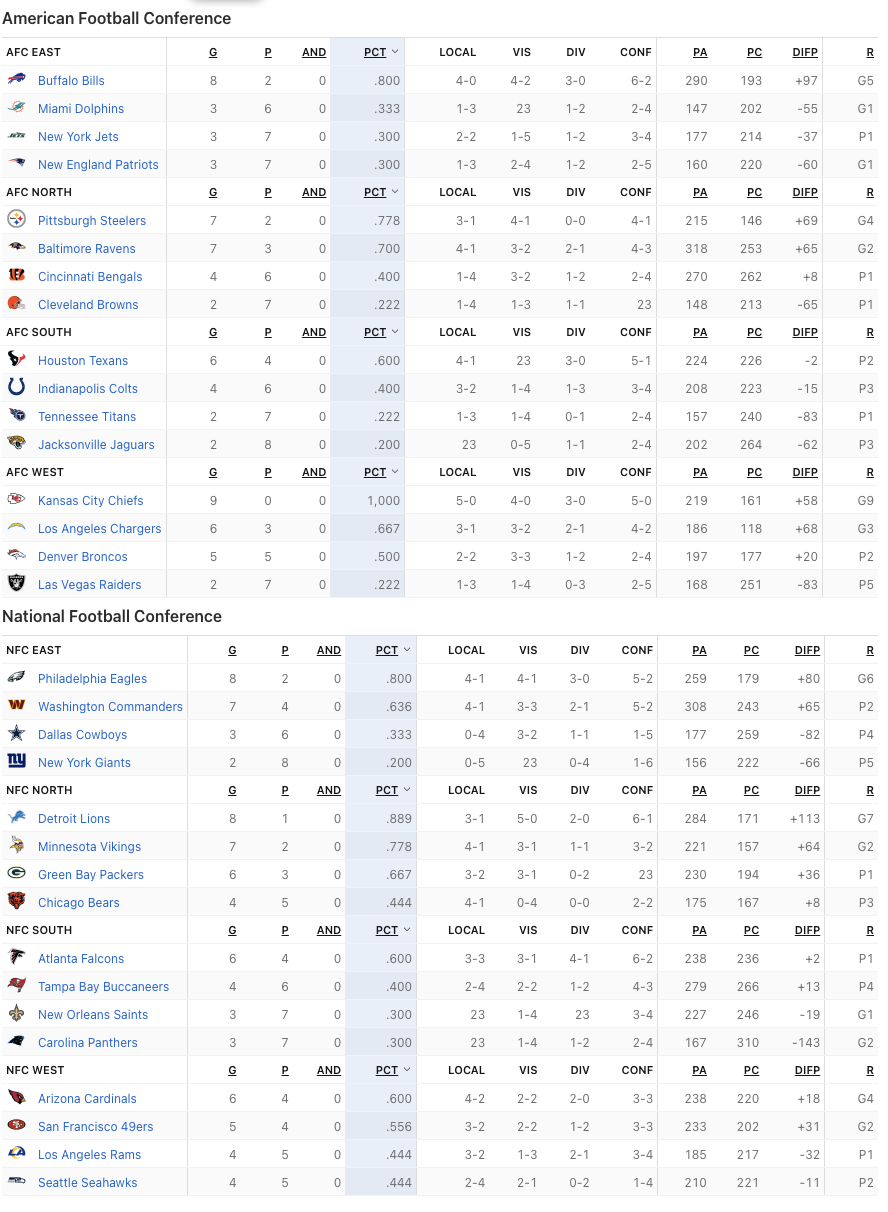 American Football Conference
AFC EAST G P AND PCT LOCAL VIS DIV CONF PA PC DIFP R
Buffalo Bills 8 2 0 .800 4-0 4-2 3-0 6-2 290 193 +97 G5
Miami Dolphins 3 6 0 .333 1-3 23 1-2 2-4 147 202 -55 G1
New York Jets 3 7 0 .300 2-2 1-5 1-2 3-4 177 214 -37 P1
New England Patriots 3 7 0 .300 1-3 2-4 1-2 2-5 160 220 -60 G1
AFC NORTH G P AND PCT LOCAL VIS DIV CONF PA PC DIFP R
Pittsburgh Steelers 7 2 0 .778 3-1 4-1 0-0 4-1 215 146 +69 G4
Baltimore Ravens 7 3 0 .700 4-1 3-2 2-1 4-3 318 253 +65 G2
Cincinnati Bengals 4 6 0 .400 1-4 3-2 1-2 2-4 270 262 +8 P1
Cleveland Browns 2 7 0 .222 1-4 1-3 1-1 23 148 213 -65 P1
AFC SOUTH G P AND PCT LOCAL VIS DIV CONF PA PC DIFP R
Houston Texans 6 4 0 .600 4-1 23 3-0 5-1 224 226 -2 P2
Indianapolis Colts 4 6 0 .400 3-2 1-4 1-3 3-4 208 223 -15 P3
Tennessee Titans 2 7 0 .222 1-3 1-4 0-1 2-4 157 240 -83 P1
Jacksonville Jaguars 2 8 0 .200 23 0-5 1-1 2-4 202 264 -62 P3
AFC WEST G P AND PCT LOCAL VIS DIV CONF PA PC DIFP R
Kansas City Chiefs 9 0 0 1,000 5-0 4-0 3-0 5-0 219 161 +58 G9
Los Angeles Chargers 6 3 0 .667 3-1 3-2 2-1 4-2 186 118 +68 G3
Denver Broncos 5 5 0 .500 2-2 3-3 1-2 2-4 197 177 +20 P2
Las Vegas Raiders 2 7 0 .222 1-3 1-4 0-3 2-5 168 251 -83 P5
National Football Conference
NFC EAST G P AND PCT LOCAL VIS DIV CONF PA PC DIFP R
Philadelphia Eagles 8 2 0 .800 4-1 4-1 3-0 5-2 259 179 +80 G6
Washington Commanders 7 4 0 .636 4-1 3-3 2-1 5-2 308 243 +65 P2
Dallas Cowboys 3 6 0 .333 0-4 3-2 1-1 1-5 177 259 -82 P4
New York Giants 2 8 0 .200 0-5 23 0-4 1-6 156 222 -66 P5
NFC NORTH G P AND PCT LOCAL VIS DIV CONF PA PC DIFP R
Detroit Lions 8 1 0 .889 3-1 5-0 2-0 6-1 284 171 +113 G7
Minnesota Vikings 7 2 0 .778 4-1 3-1 1-1 3-2 221 157 +64 G2
Green Bay Packers 6 3 0 .667 3-2 3-1 0-2 23 230 194 +36 P1
Chicago Bears 4 5 0 .444 4-1 0-4 0-0 2-2 175 167 +8 P3
NFC SOUTH G P AND PCT LOCAL VIS DIV CONF PA PC DIFP R
Atlanta Falcons 6 4 0 .600 3-3 3-1 4-1 6-2 238 236 +2 P1
Tampa Bay Buccaneers 4 6 0 .400 2-4 2-2 1-2 4-3 279 266 +13 P4
New Orleans Saints 3 7 0 .300 23 1-4 23 3-4 227 246 -19 G1
Carolina Panthers 3 7 0 .300 23 1-4 1-2 2-4 167 310 -143 G2
NFC WEST G P AND PCT LOCAL VIS DIV CONF PA PC DIFP R
Arizona Cardinals 6 4 0 .600 4-2 2-2 2-0 3-3 238 220 +18 G4
San Francisco 49ers 5 4 0 .556 3-2 2-2 1-2 3-3 233 202 +31 G2
Los Angeles Rams 4 5 0 .444 3-2 1-3 2-1 3-4 185 217 -32 P1
Seattle Seahawks 4 5 0 .444 2-4 2-1 0-2 1-4 210 221 -11 P2